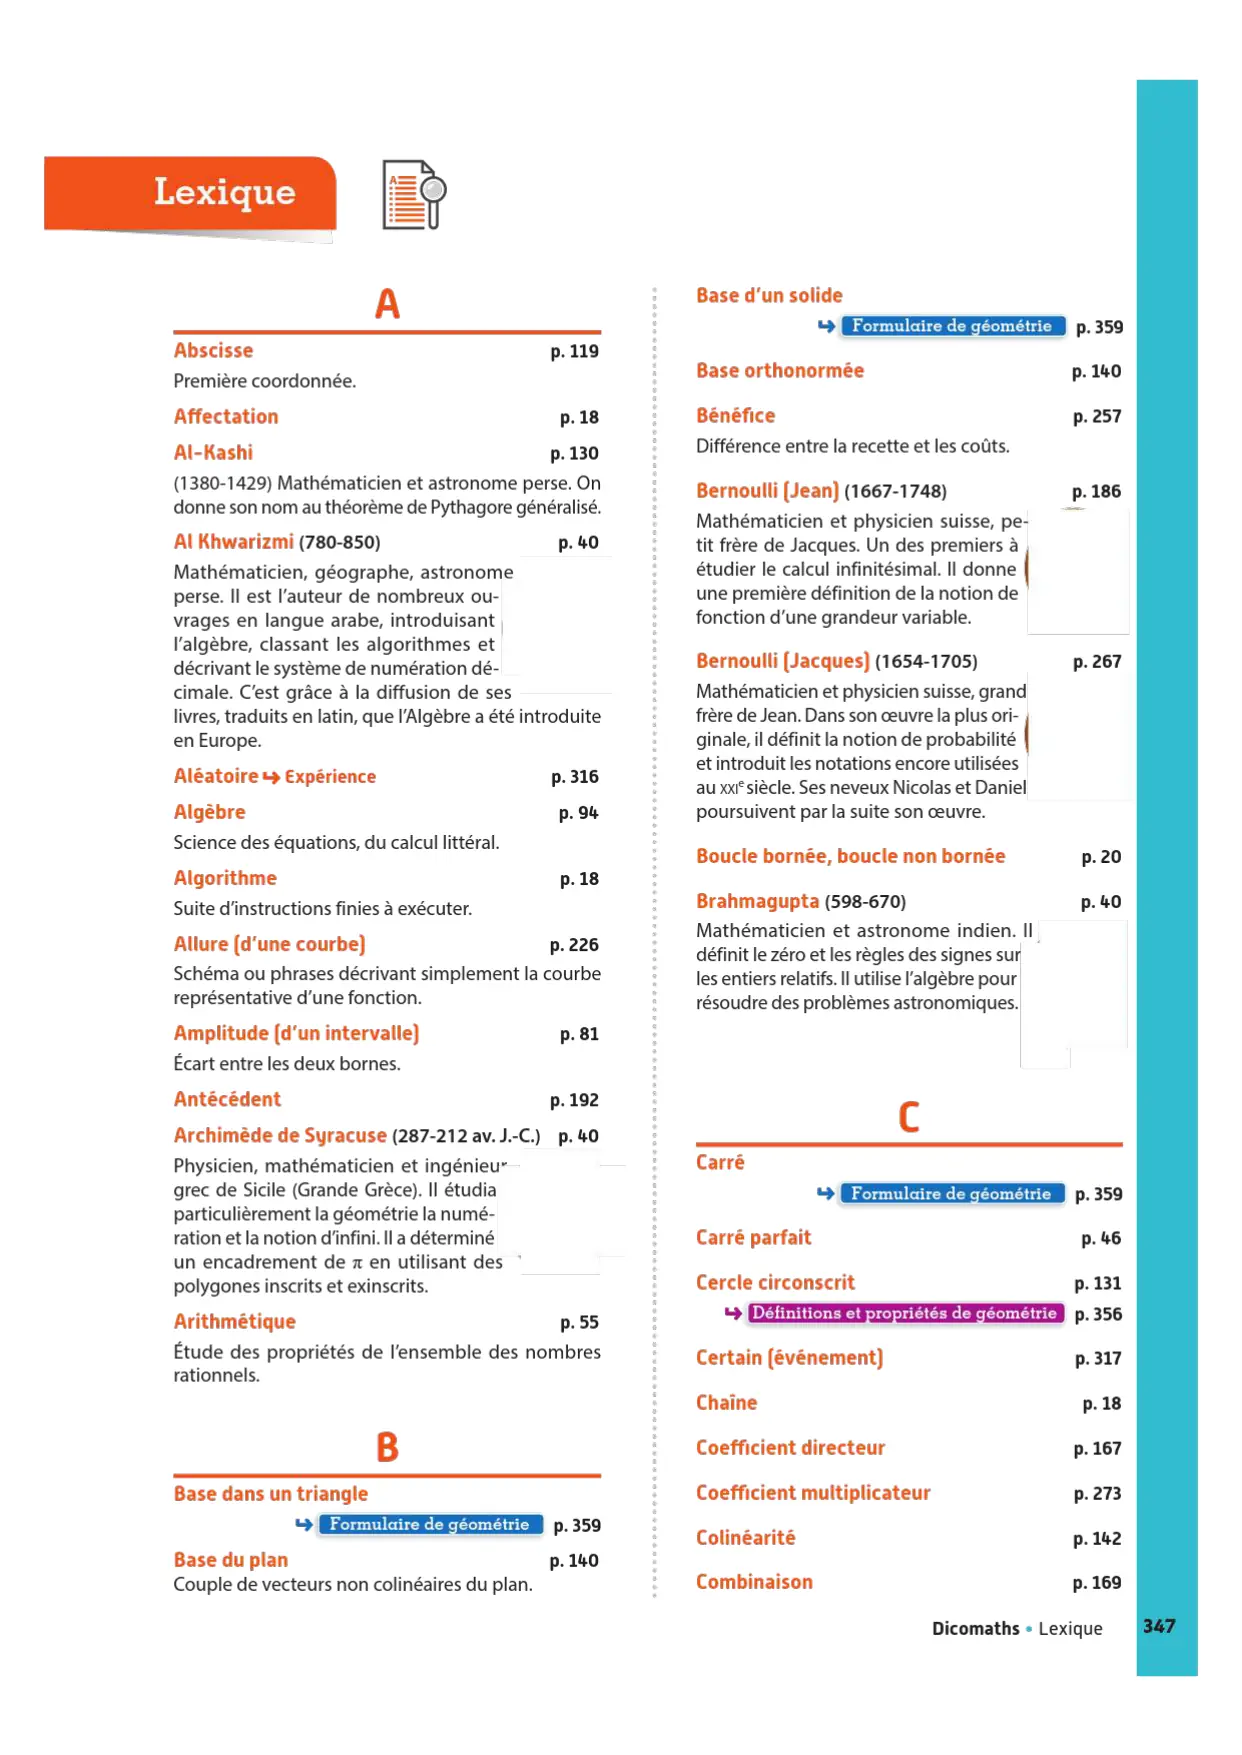 Lexique
A
Abscisse p. 119
Première coordonnée.
Affectation p. 18
Al-Kashi p. 130
(1380-1429) Mathématicien et astronome perse. On
donne son nom au théorème de Pythagore généralisé.
Al Khwarizmi (780-850) p. 40
Mathématicien, géographe, astronome
perse. Il est l’auteur de nombreux ou-
vrages en langue arabe, introduisant
l’algèbre, classant les algorithmes et
décrivant le système de numération dé-
cimale. C’est grâce à la diffusion de ses
livres, traduits en latin, que l’Algèbre a été introduite
en Europe.
Aléatoire ↪ Expérience p. 316
Algèbre p. 94
Science des équations, du calcul littéral.
Algorithme p. 18
Suite d’instructions finies à exécuter.
Allure (d’une courbe) p. 226
Schéma ou phrases décrivant simplement la courbe
représentative d’une fonction.
Amplitude (d’un intervalle) p. 81
Écart entre les deux bornes.
Antécédent p. 192
Archimède de Syracuse (287-212 av. J.-C.) p. 40
Physicien, mathématicien et ingénieur
grec de Sicile (Grande Grèce). Il étudia
particulièrement la géométrie la numé-
ration et la notion d’infini. Il a déterminé
un encadrement de π en utilisant des
polygones inscrits et exinscrits.
Arithmétique p. 55
Étude des propriétés de l’ensemble des nombres
rationnels.
B
Base dans un triangle
↪ Formulaire de géométrie p. 359
Base du plan p. 140
Couple de vecteurs non colinéaires du plan.
Base d’un solide
↪ Formulaire de géométrie p. 359
Base orthonormée p. 140
Bénéfice p. 257
Différence entre la recette et les coûts.
Bernoulli (Jean) (1667-1748) p. 186
Mathématicien et physicien suisse, pe-
tit frère de Jacques. Un des premiers à
étudier le calcul infinitésimal. Il donne
une première définition de la notion de
fonction d’une grandeur variable.
Bernoulli (Jacques) (1654-1705) p. 267
Mathématicien et physicien suisse, grand
frère de Jean. Dans son œuvre la plus ori-
ginale, il définit la notion de probabilité
et introduit les notations encore utilisées
au XXIe siècle. Ses neveux Nicolas et Daniel
poursuivent par la suite son œuvre.
Boucle bornée, boucle non bornée p. 20
Brahmagupta (598-670) p. 40
Mathématicien et astronome indien. Il
définit le zéro et les règles des signes sur
les entiers relatifs. Il utilise l’algèbre pour
résoudre des problèmes astronomiques.
C
Carré
↪ Formulaire de géométrie p. 359
Carré parfait p. 46
Cercle circonscrit p. 131
↪ Définitions et propriétés de géométrie p. 356
Certain (événement) p. 317
Chaîne p. 18
Coefficient directeur p. 167
Coefficient multiplicateur p. 273
Colinéarité p. 142
Combinaison p. 169
Dicomaths • Lexique 347